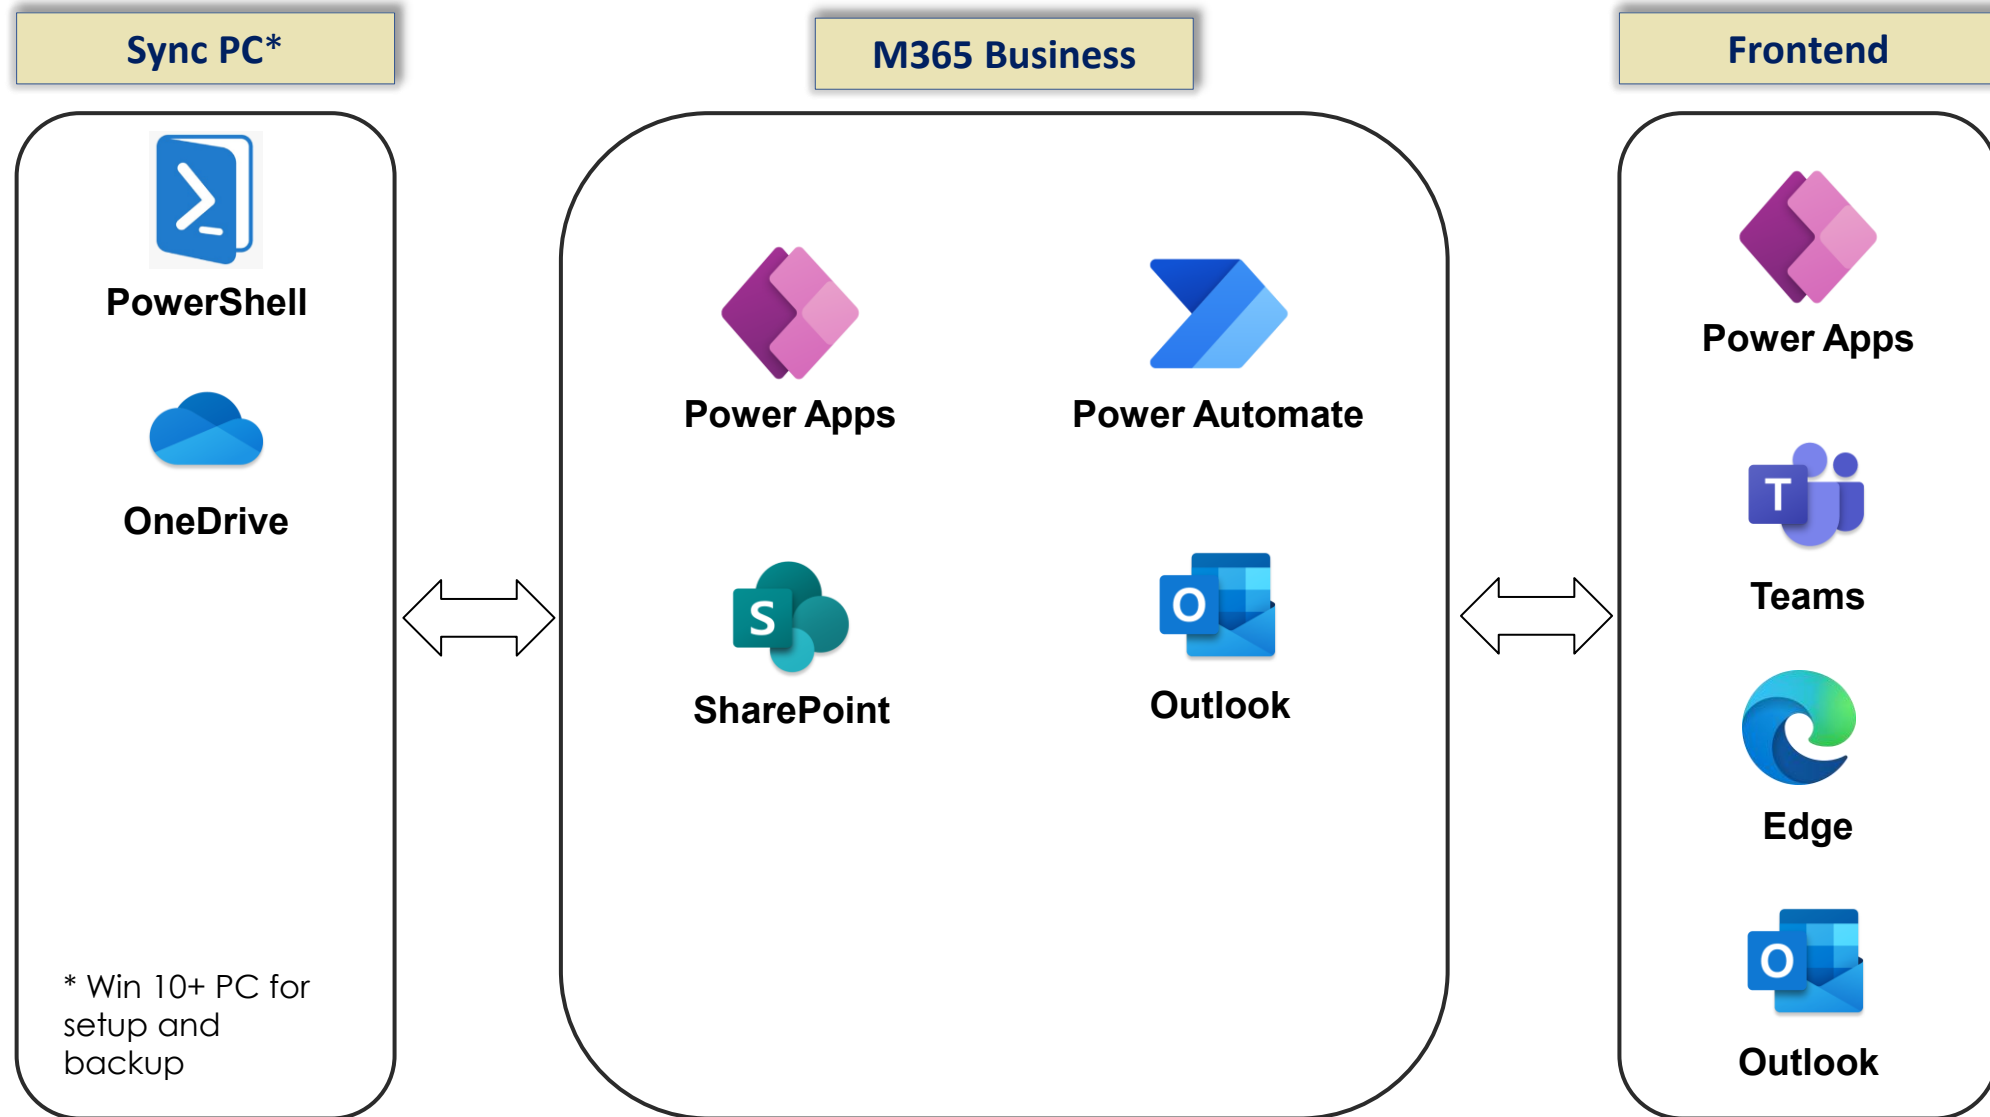 Sync PC*
M365 Business
Frontend
PowerShell
OneDrive
* Win 10+ PC for
setup and
backup
Power Apps
Power Automate
S
SharePoint
O
Outlook
Power Apps
T
Teams
Edge
O
Outlook